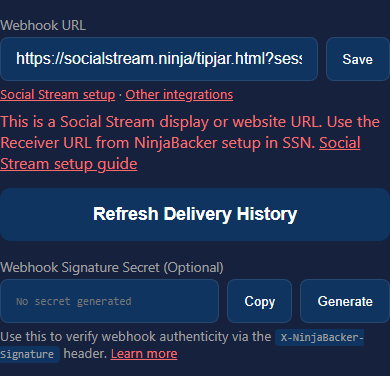 Webhook URL
https://socialstream.ninja/tipjar.html?sess
Save
Social Stream setup · Other integrations
This is a Social Stream display or website URL. Use the
Receiver URL from NinjaBacker setup in SSN. Social
Stream setup guide
Refresh Delivery History
Webhook Signature Secret (Optional)
No secret generated
Copy
Generate
Use this to verify webhook authenticity via the X-NinjaBacker-
Signature header. Learn more